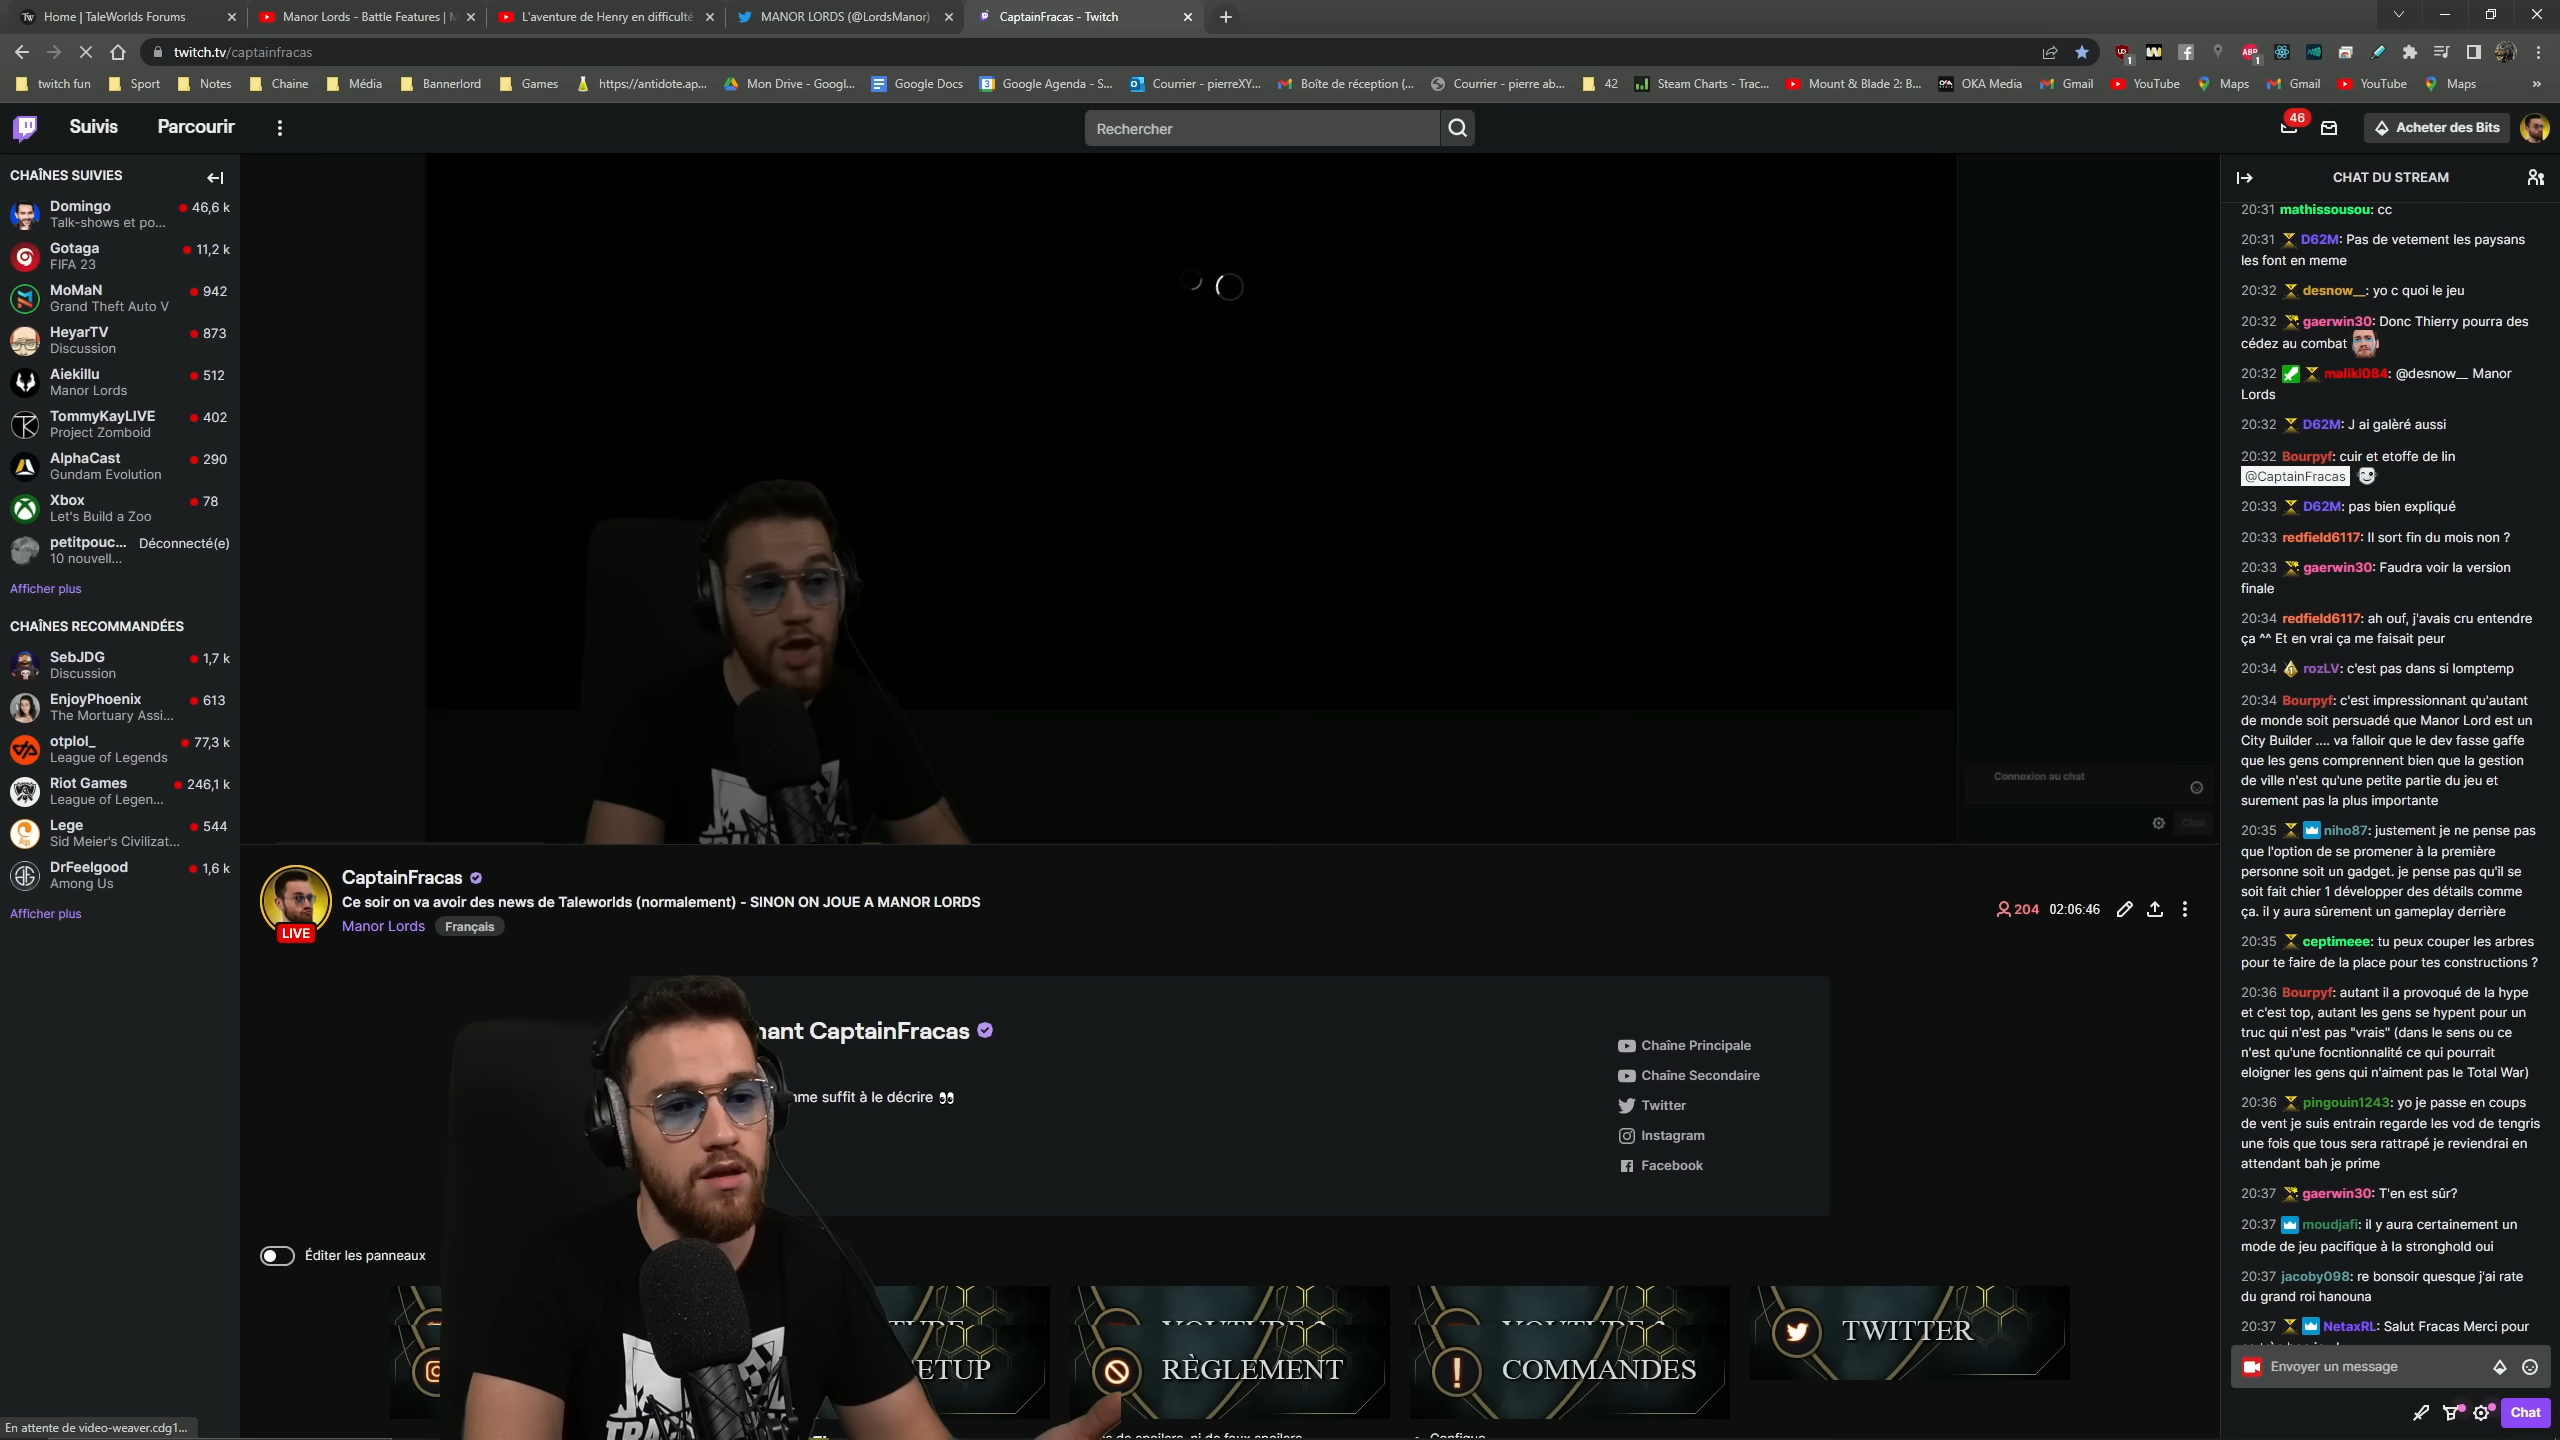 Home | TaleWorlds Forums
Manor Lords - Battle Features |
L'aventure de Henry en difficulté
MANOR LORDS (@LordsManor)
CaptainFracas - Twitch
twitch.tv/captainfracas
twitch fun
Sport
Notes
Chaine
Média
Bannerlord
Games
https://antidote.ap...
Mon Drive - Googl...
Google Docs
Google Agenda - S...
Courrier - pierreXY...
Boîte de réception (...
Courrier - pierre ab...
42
Steam Charts - Trac...
Mount & Blade 2: B...
OKA Media
Gmail
YouTube
Maps
Gmail
YouTube
Maps
»
Suivis
Parcourir
Rechercher
46
Acheter des Bits
CHAÎNES SUIVIES
Domingo 46,6 k
Talk-shows et po...
Gotaga 11,2 k
FIFA 23
MoMaN 942
Grand Theft Auto V
HeyarTV 873
Discussion
Aiekillu 512
Manor Lords
TommyKayLIVE 402
Project Zomboid
AlphaCast 290
Gundam Evolution
Xbox 78
Let's Build a Zoo
petitpouc... Déconnecté(e)
10 nouvell...
Afficher plus
CHAÎNES RECOMMANDÉES
SebJDG 1,7 k
Discussion
EnjoyPhoenix 613
The Mortuary Assi...
otplol_ 77,3 k
League of Legends
Riot Games 246,1 k
League of Legen...
Lege 544
Sid Meier's Civilizat...
DrFeelgood 1,6 k
Among Us
Afficher plus
Connexion au chat
Chat
CaptainFracas
Ce soir on va avoir des news de Taleworlds (normalement) - SINON ON JOUE A MANOR LORDS
Manor Lords Français
LIVE
204 02:06:46
nant CaptainFracas
me suffit à le décrire 👀
Chaîne Principale
Chaîne Secondaire
Twitter
Instagram
Facebook
Éditer les panneaux
TWITTER
ETUP
RÈGLEMENT
COMMANDES
En attente de video-weaver.cdg1...
CHAT DU STREAM
20:31 mathissousou: cc
20:31 D62M: Pas de vetement les paysans
les font en meme
20:32 desnow__: yo c quoi le jeu
20:32 gaerwin30: Donc Thierry pourra des
cédez au combat
20:32 malikl084: @desnow__ Manor
Lords
20:32 D62M: J ai galèré aussi
20:32 Bourpyf: cuir et etoffe de lin
@CaptainFracas
20:33 D62M: pas bien expliqué
20:33 redfield6117: Il sort fin du mois non ?
20:33 gaerwin30: Faudra voir la version
finale
20:34 redfield6117: ah ouf, j'avais cru entendre
ça ^^ Et en vrai ça me faisait peur
20:34 rozLV: c'est pas dans si lomptemp
20:34 Bourpyf: c'est impressionnant qu'autant
de monde soit persuadé que Manor Lord est un
City Builder .... va falloir que le dev fasse gaffe
que les gens comprennent bien que la gestion
de ville n'est qu'une petite partie du jeu et
surement pas la plus importante
20:35 niho87: justement je ne pense pas
que l'option de se promener à la première
personne soit un gadget. je pense pas qu'il se
soit fait chier 1 développer des détails comme
ça. il y aura sûrement un gameplay derrière
20:35 ceptimeee: tu peux couper les arbres
pour te faire de la place pour tes constructions ?
20:36 Bourpyf: autant il a provoqué de la hype
et c'est top, autant les gens se hypent pour un
truc qui n'est pas "vrais" (dans le sens ou ce
n'est qu'une focntionnalité ce qui pourrait
eloigner les gens qui n'aiment pas le Total War)
20:36 pingouin1243: yo je passe en coups
de vent je suis entrain regarde les vod de tengris
une fois que tous sera rattrapé je reviendrai en
attendant bah je prime
20:37 gaerwin30: T'en est sûr?
20:37 moudjafi: il y aura certainement un
mode de jeu pacifique à la stronghold oui
20:37 jacoby098: re bonsoir quesque j'ai rate
du grand roi hanouna
20:37 NetaxRL: Salut Fracas Merci pour
Envoyer un message
Chat